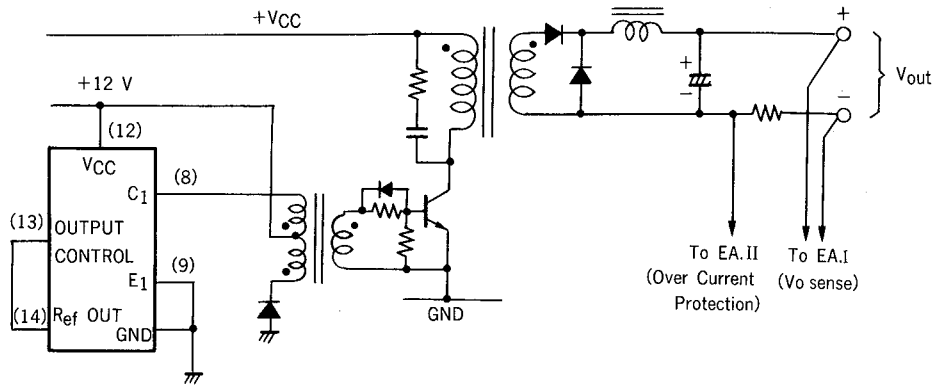 +VCC
+
Vout
−
+
−
+12 V
(12)
VCC
(8)
C1
(13)
OUTPUT
CONTROL
(9)
E1
(14)
Ref OUT
GND
GND
To EA.II
(Over Current
Protection)
To EA.I
(Vo sense)